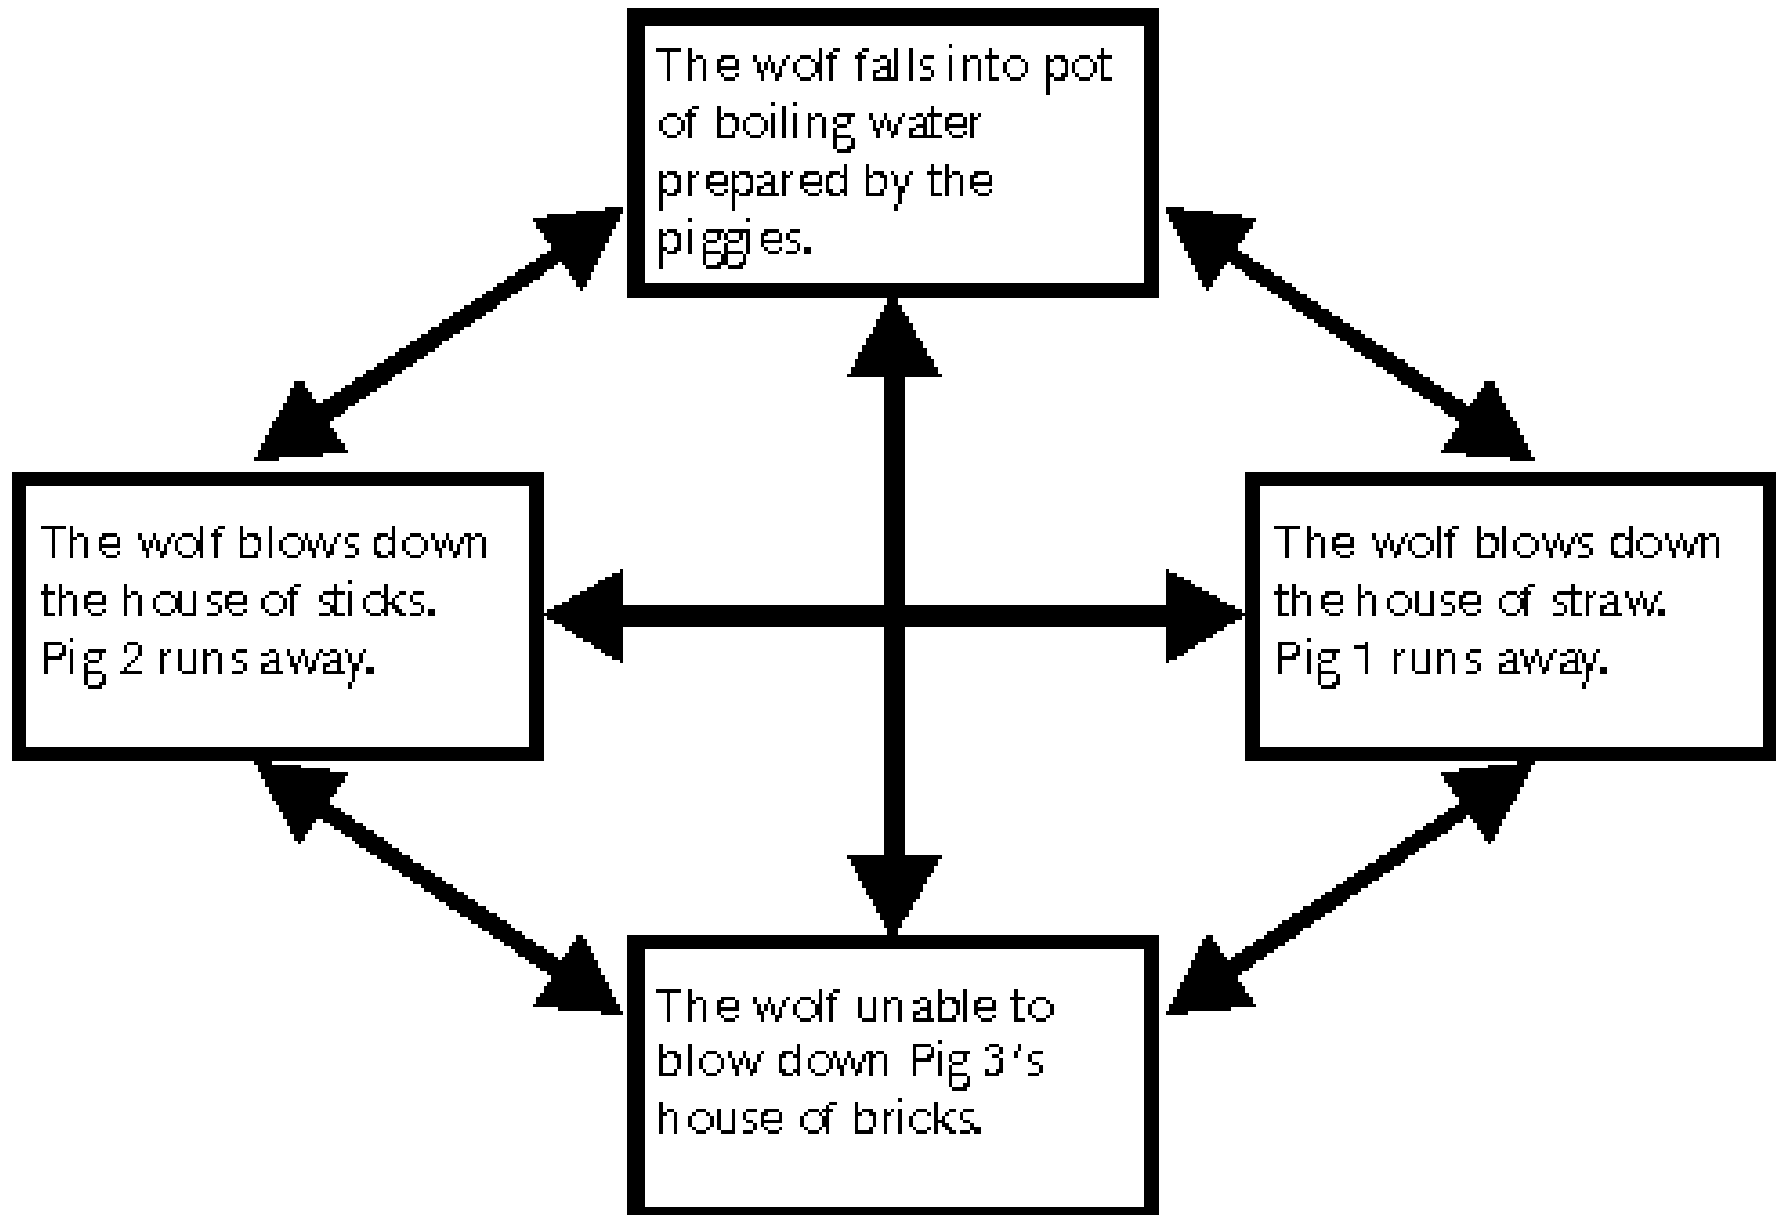 The wolf falls into pot
of boiling water
prepared by the
piggies.
The wolf blows down
the house of sticks.
Pig 2 runs away.
The wolf blows down
the house of straw.
Pig 1 runs away.
The wolf unable to
blow down Pig 3's
house of bricks.